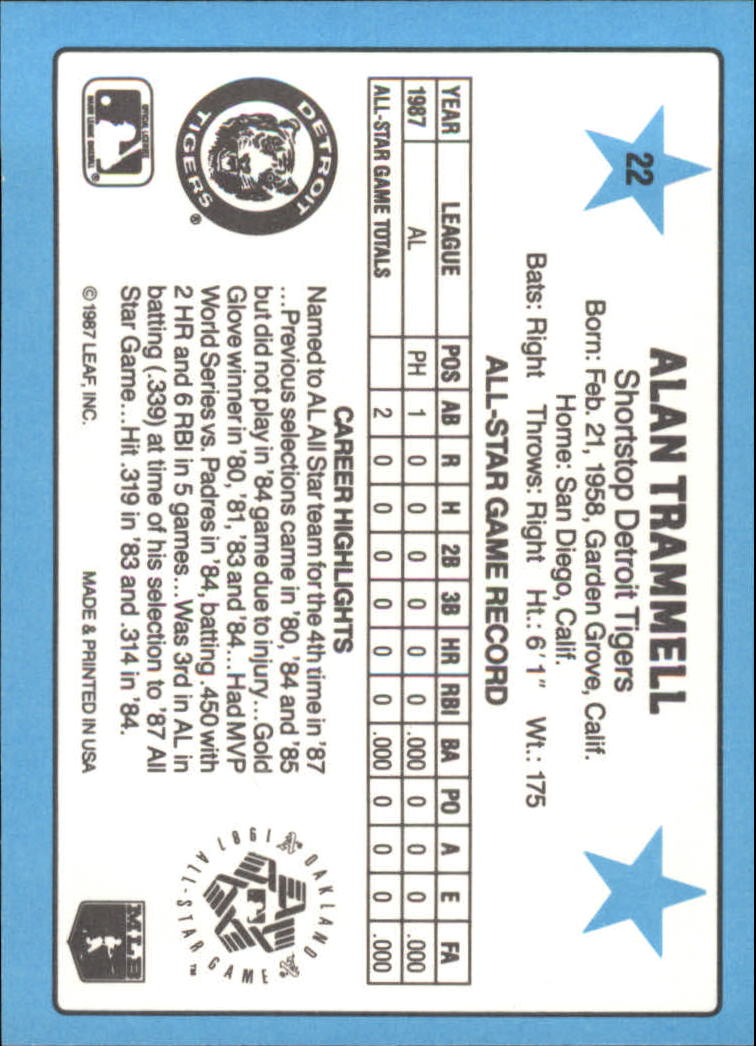 22
ALAN TRAMMELL
Shortstop Detroit Tigers
Born: Feb. 21, 1958, Garden Grove, Calif.
Home: San Diego, Calif.
Bats: Right Throws: Right Ht.: 6'1" Wt.: 175
ALL-STAR GAME RECORD
YEAR LEAGUE POS AB R H 2B 3B HR RBI BA PO A E FA
1987 AL PH 1 0 0 0 0 0 0 .000 0 0 0 .000
ALL-STAR GAME TOTALS 2 0 0 0 0 0 0 .000 0 0 0 .000
DETROIT
TIGERS ®
OFFICIAL LICENSEE
MAJOR LEAGUE BASEBALL ®
CAREER HIGHLIGHTS
Named to AL All Star team for the 4th time in '87
...Previous selections came in '80, '84 and '85
but did not play in '84 game due to injury...Gold
Glove winner in '80, '81, '83 and '84...Had MVP
World Series vs. Padres in '84, batting .450 with
2 HR and 6 RBI in 5 games...Was 3rd in AL in
batting (.339) at time of his selection to '87 All
Star Game...Hit .319 in '83 and .314 in '84.
OAKLAND
1987 ALL-STAR GAME ™
MLB
© 1987 LEAF, INC. MADE & PRINTED IN USA